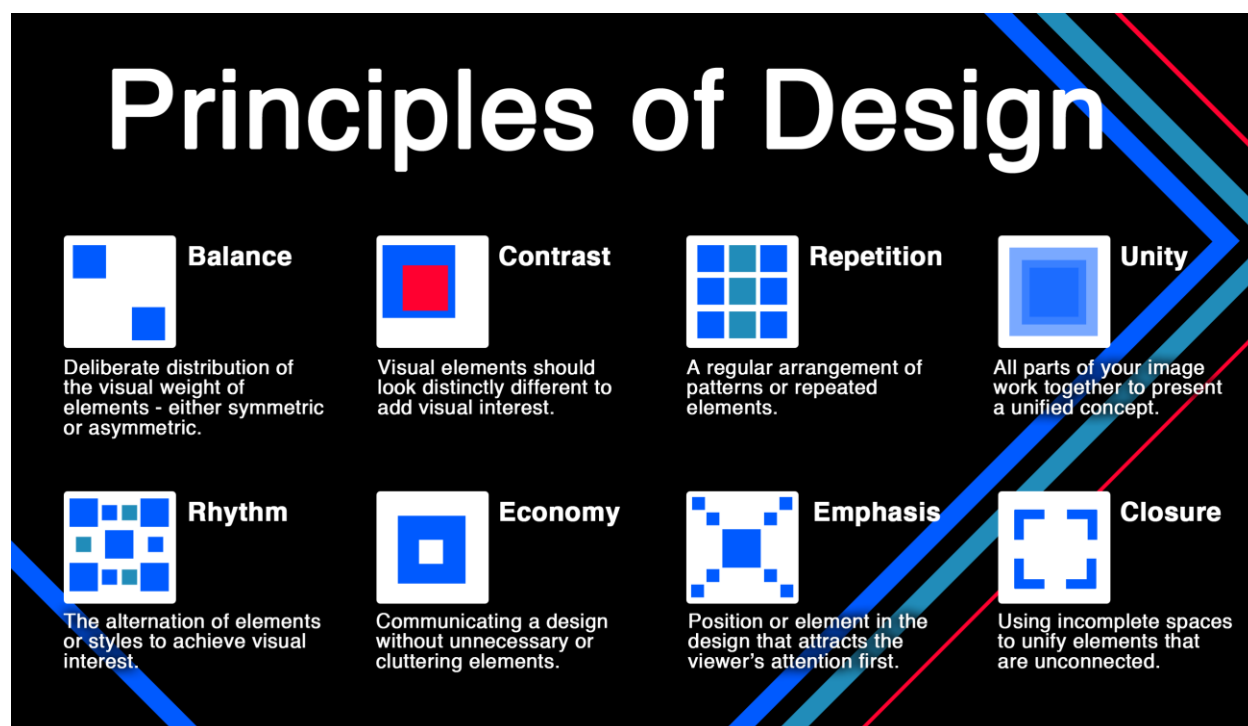 Principles of Design
Balance
Deliberate distribution of
the visual weight of
elements - either symmetric
or asymmetric.
Contrast
Visual elements should
look distinctly different to
add visual interest.
Repetition
A regular arrangement of
patterns or repeated
elements.
Unity
All parts of your image
work together to present
a unified concept.
Rhythm
The alternation of elements
or styles to achieve visual
interest.
Economy
Communicating a design
without unnecessary or
cluttering elements.
Emphasis
Position or element in the
design that attracts the
viewer's attention first.
Closure
Using incomplete spaces
to unify elements that
are unconnected.